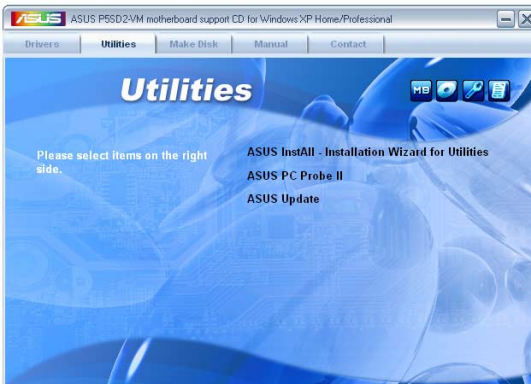 ASUS ASUS P5SD2-VM motherboard support CD for Windows XP Home/Professional
Drivers Utilities Make Disk Manual Contact
Utilities
MB
Please select items on the right
side.
ASUS InstAll - Installation Wizard for Utilities
ASUS PC Probe II
ASUS Update